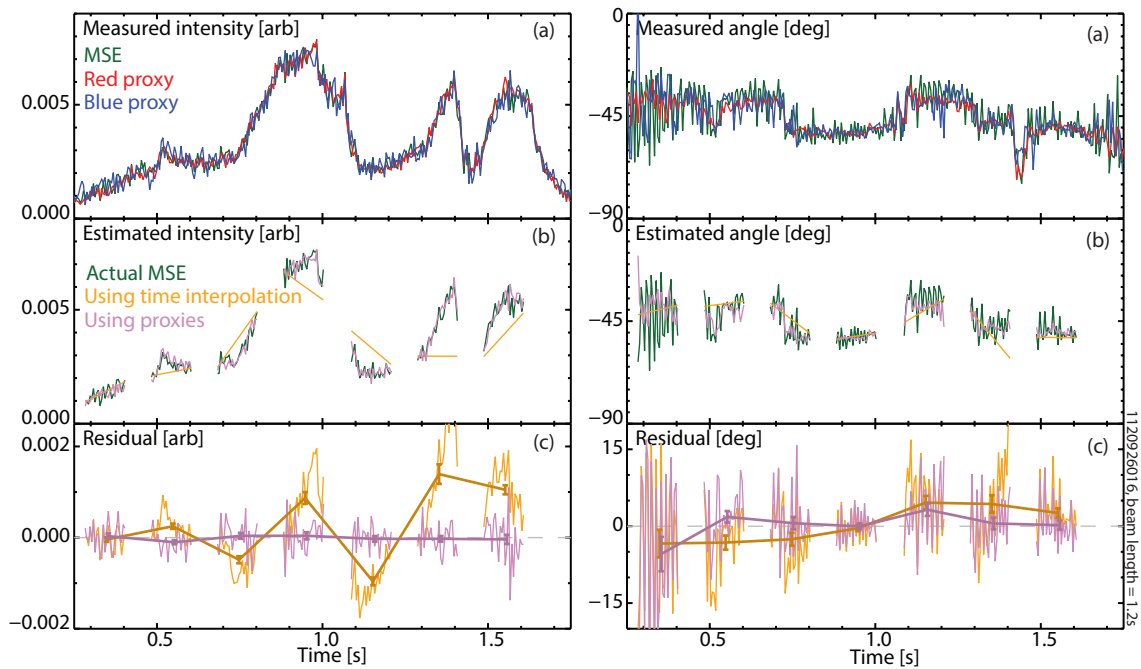 Measured intensity [arb]
(a)
MSE
Red proxy
Blue proxy
0.005
0.000
Estimated intensity [arb]
(b)
Actual MSE
Using time interpolation
Using proxies
0.005
0.000
Residual [arb]
(c)
0.002
0.000
−0.002
0.5
1.0
1.5
Time [s]
0
Measured angle [deg]
(a)
−45
−90
Estimated angle [deg]
(b)
−45
−90
Residual [deg]
(c)
15
0
−15
0.5
1.0
1.5
Time [s]
1120926016, beam length = 1.2s